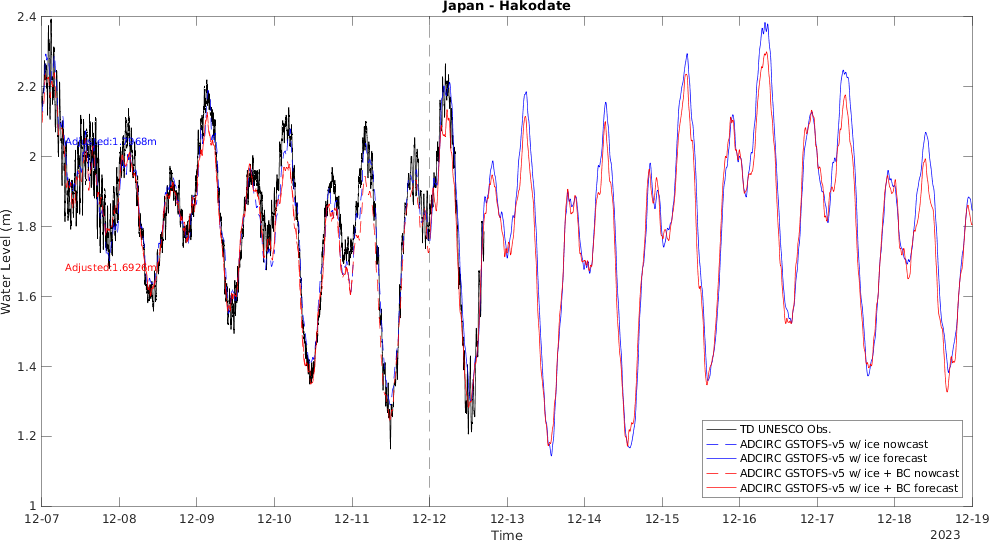 Japan - Hakodate
2.4
2.2
2
1.8
1.6
1.4
1.2
1
Water Level (m)
Adjusted:1.6926m
TD UNESCO Obs.
ADCIRC GSTOFS-v5 w/ ice nowcast
ADCIRC GSTOFS-v5 w/ ice forecast
ADCIRC GSTOFS-v5 w/ ice + BC nowcast
ADCIRC GSTOFS-v5 w/ ice + BC forecast
12-07 12-08 12-09 12-10 12-11 12-12 12-13 12-14 12-15 12-16 12-17 12-18 12-19
Time
2023